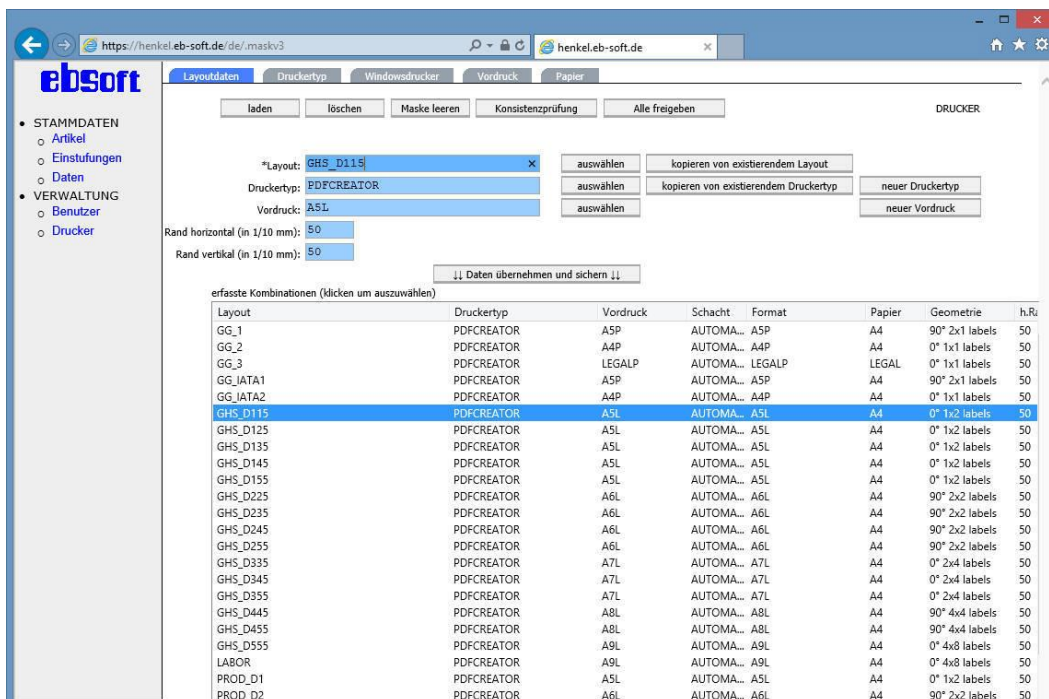 https://henkel.eb-soft.de/de/.maskv3
henkel.eb-soft.de
ebsoft
STAMMDATEN
Artikel
Einstufungen
Daten
VERWALTUNG
Benutzer
Drucker
Layoutdaten Druckertyp Windowsdrucker Vordruck Papier
laden löschen Maske leeren Konsistenzprüfung Alle freigeben DRUCKER
*Layout: GHS_D115 auswählen kopieren von existierendem Layout
Druckertyp: PDFCREATOR auswählen kopieren von existierendem Druckertyp neuer Druckertyp
Vordruck: A5L auswählen neuer Vordruck
Rand horizontal (in 1/10 mm): 50
Rand vertikal (in 1/10 mm): 50
↓↓ Daten übernehmen und sichern ↓↓
erfasste Kombinationen (klicken um auszuwählen)
Layout Druckertyp Vordruck Schacht Format Papier Geometrie h.Ra
GG_1 PDFCREATOR A5P AUTOMA... A5P A4 90° 2x1 labels 50
GG_2 PDFCREATOR A4P AUTOMA... A4P A4 0° 1x1 labels 50
GG_3 PDFCREATOR LEGALP AUTOMA... LEGALP LEGAL 0° 1x1 labels 50
GG_IATA1 PDFCREATOR A5P AUTOMA... A5P A4 90° 2x1 labels 50
GG_IATA2 PDFCREATOR A4P AUTOMA... A4P A4 0° 1x1 labels 50
GHS_D115 PDFCREATOR A5L AUTOMA... A5L A4 0° 1x2 labels 50
GHS_D125 PDFCREATOR A5L AUTOMA... A5L A4 0° 1x2 labels 50
GHS_D135 PDFCREATOR A5L AUTOMA... A5L A4 0° 1x2 labels 50
GHS_D145 PDFCREATOR A5L AUTOMA... A5L A4 0° 1x2 labels 50
GHS_D155 PDFCREATOR A5L AUTOMA... A5L A4 0° 1x2 labels 50
GHS_D225 PDFCREATOR A6L AUTOMA... A6L A4 90° 2x2 labels 50
GHS_D235 PDFCREATOR A6L AUTOMA... A6L A4 90° 2x2 labels 50
GHS_D245 PDFCREATOR A6L AUTOMA... A6L A4 90° 2x2 labels 50
GHS_D255 PDFCREATOR A6L AUTOMA... A6L A4 90° 2x2 labels 50
GHS_D335 PDFCREATOR A7L AUTOMA... A7L A4 0° 2x4 labels 50
GHS_D345 PDFCREATOR A7L AUTOMA... A7L A4 0° 2x4 labels 50
GHS_D355 PDFCREATOR A7L AUTOMA... A7L A4 0° 2x4 labels 50
GHS_D445 PDFCREATOR A8L AUTOMA... A8L A4 90° 4x4 labels 50
GHS_D455 PDFCREATOR A8L AUTOMA... A8L A4 90° 4x4 labels 50
GHS_D555 PDFCREATOR A9L AUTOMA... A9L A4 0° 4x8 labels 50
LABOR PDFCREATOR A9L AUTOMA... A9L A4 0° 4x8 labels 50
PROD_D1 PDFCREATOR A5L AUTOMA... A5L A4 0° 1x2 labels 50
PROD_D2 PDFCREATOR A6L AUTOMA... A6L A4 90° 2x2 labels 50